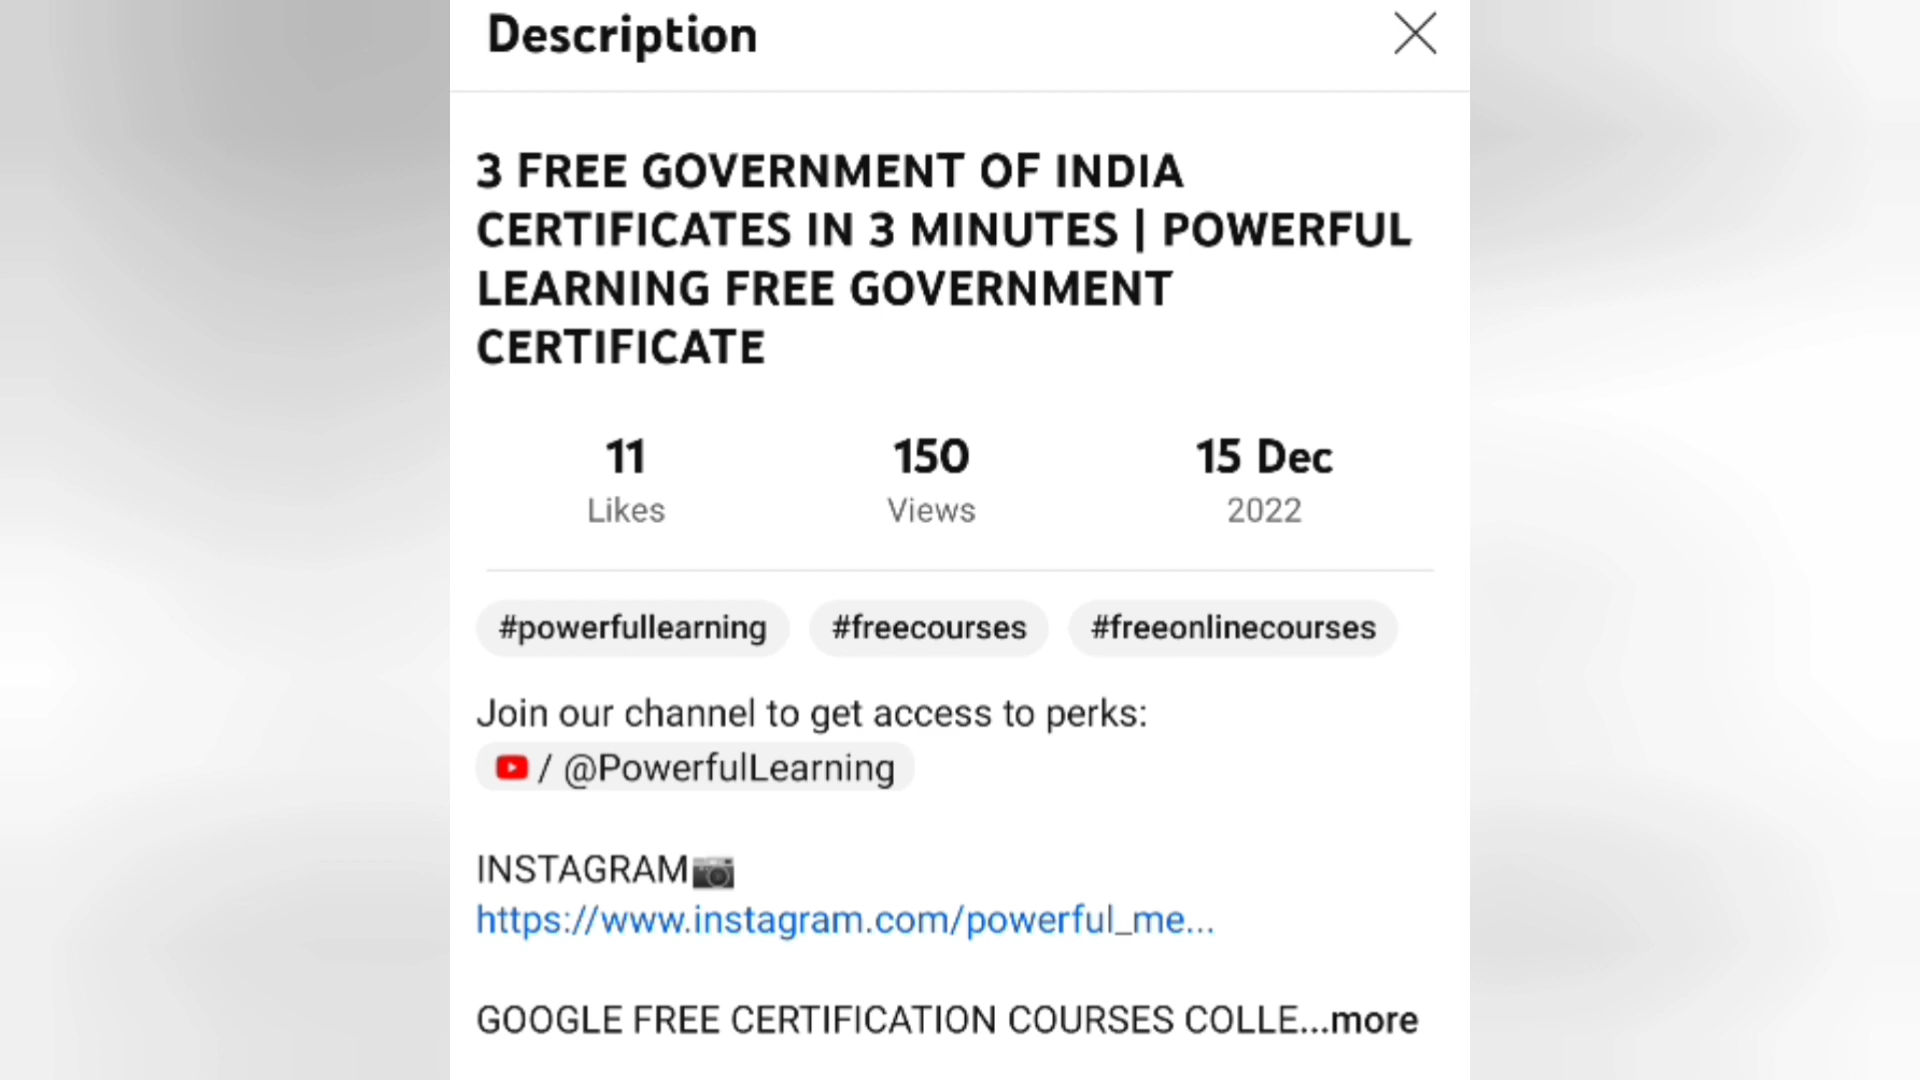 Description
3 FREE GOVERNMENT OF INDIA
CERTIFICATES IN 3 MINUTES | POWERFUL
LEARNING FREE GOVERNMENT
CERTIFICATE
11 150 15 Dec
Likes Views 2022
#powerfullearning #freecourses #freeonlinecourses
Join our channel to get access to perks:
/ @PowerfulLearning
INSTAGRAM📷
https://www.instagram.com/powerful_me...
GOOGLE FREE CERTIFICATION COURSES COLLE...more